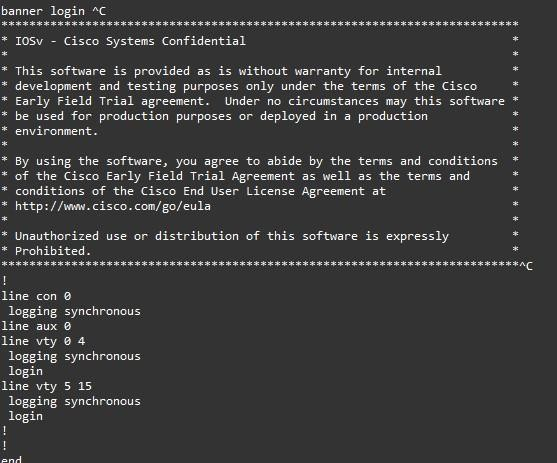 banner login ^C
**************************************************************************
* IOSv - Cisco Systems Confidential                                      *
*                                                                        *
* This software is provided as is without warranty for internal          *
* development and testing purposes only under the terms of the Cisco     *
* Early Field Trial agreement.  Under no circumstances may this software *
* be used for production purposes or deployed in a production            *
* environment.                                                           *
*                                                                        *
* By using the software, you agree to abide by the terms and conditions  *
* of the Cisco Early Field Trial Agreement as well as the terms and      *
* conditions of the Cisco End User License Agreement at                  *
* http://www.cisco.com/go/eula                                           *
*                                                                        *
* Unauthorized use or distribution of this software is expressly         *
* Prohibited.                                                            *
**************************************************************************^C
!
line con 0
 logging synchronous
line aux 0
line vty 0 4
 logging synchronous
 login
line vty 5 15
 logging synchronous
 login
!
!
end